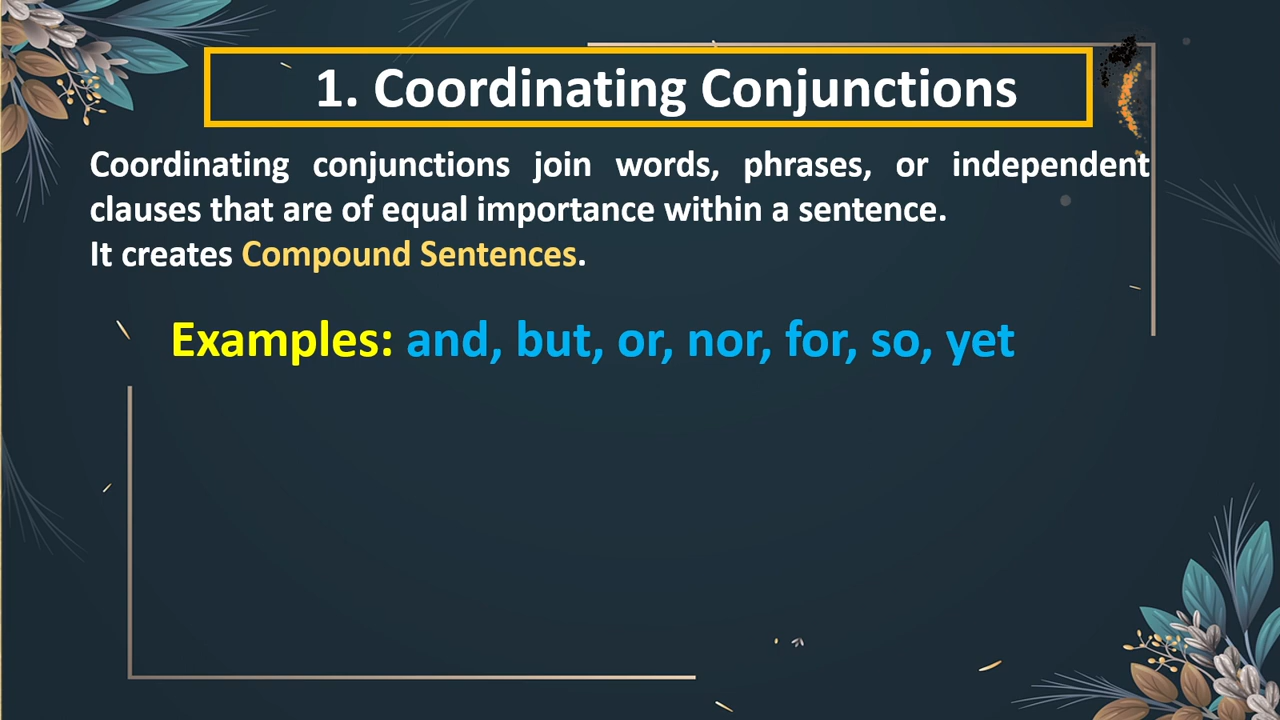 1. Coordinating Conjunctions
Coordinating conjunctions join words, phrases, or independent
clauses that are of equal importance within a sentence.
It creates Compound Sentences.
Examples: and, but, or, nor, for, so, yet